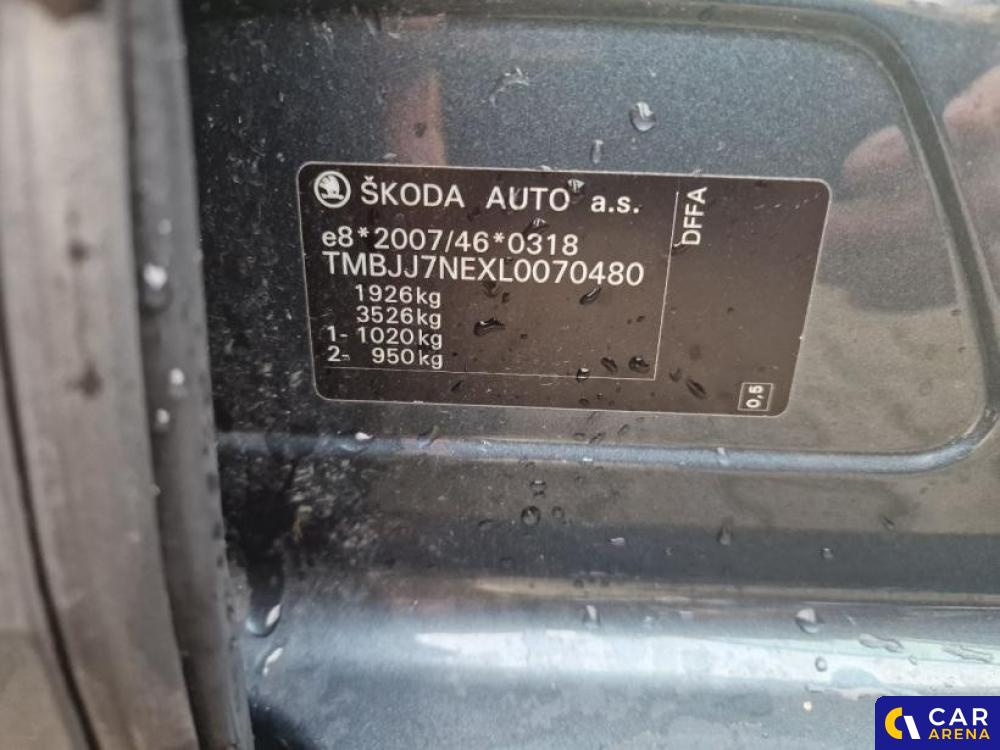 ŠKODA AUTO a.s.
DFFA
e8*2007/46*0318
TMBJJ7NEXL0070480
1926kg
3526kg
1- 1020kg
2- 950kg
0,5
CAR
ARENA